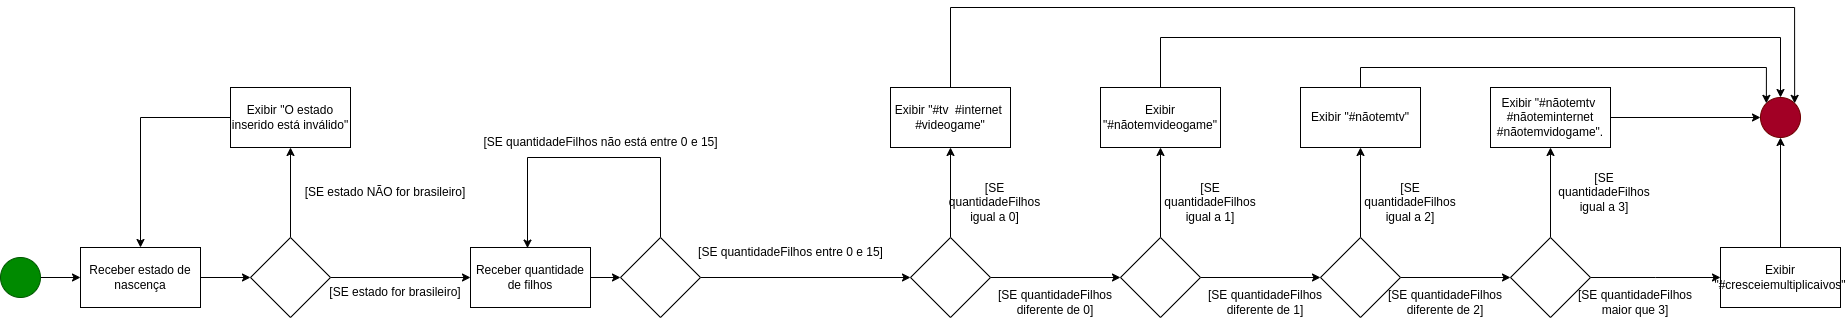 Receber estado de
nascença
Exibir "O estado
inserido está inválido"
[SE estado NÃO for brasileiro]
[SE estado for brasileiro]
Receber quantidade
de filhos
[SE quantidadeFilhos não está entre 0 e 15]
[SE quantidadeFilhos entre 0 e 15]
Exibir "#tv  #internet
#videogame"
[SE
quantidadeFilhos
igual a 0]
[SE quantidadeFilhos
diferente de 0]
Exibir
"#nãotemvideogame"
[SE
quantidadeFilhos
igual a 1]
[SE quantidadeFilhos
diferente de 1]
Exibir "#nãotemtv"
[SE
quantidadeFilhos
igual a 2]
[SE quantidadeFilhos
diferente de 2]
Exibir "#nãotemtv
#nãoteminternet
#nãotemvidogame".
[SE
quantidadeFilhos
igual a 3]
[SE quantidadeFilhos
maior que 3]
Exibir
"#cresceiemultiplicaivos"